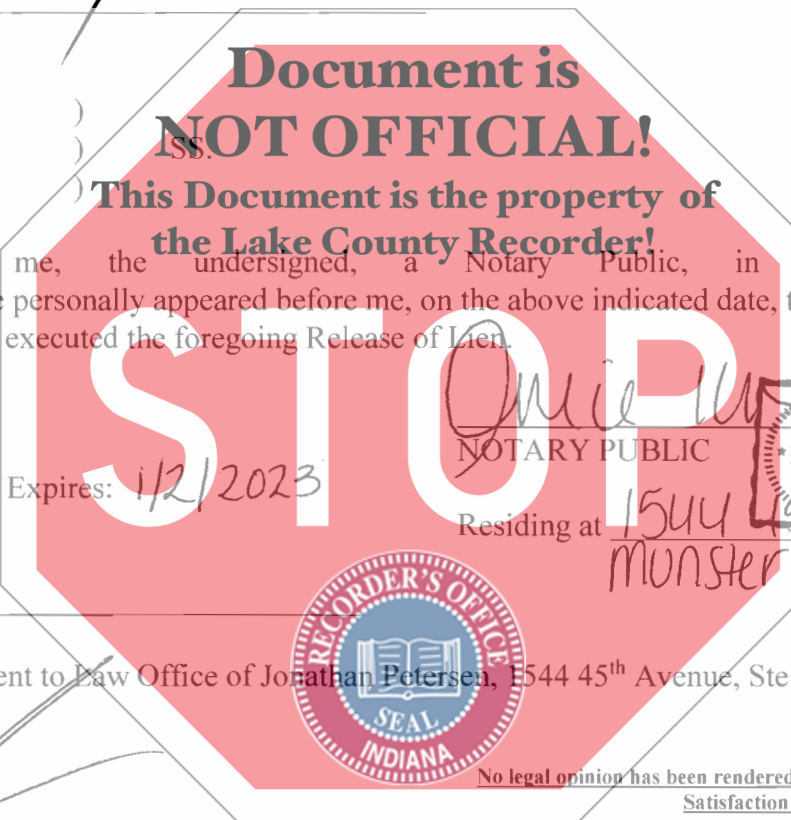 Document is
NOT OFFICIAL!
)
)
)
SS.
This Document is the property of
the Lake County Recorder!
me, the undersigned, a Notary Public, in
personally appeared before me, on the above indicated date,
executed the foregoing Release of Lien.
STOP
NOTARY PUBLIC
Expires: 1/2/2023
Residing at 1544
Munster
RECORDER'S OFFICE
SEAL
INDIANA
ent to Law Office of Jonathan Petersen, 1544 45th Avenue, Ste
No legal opinion has been rendered
Satisfaction